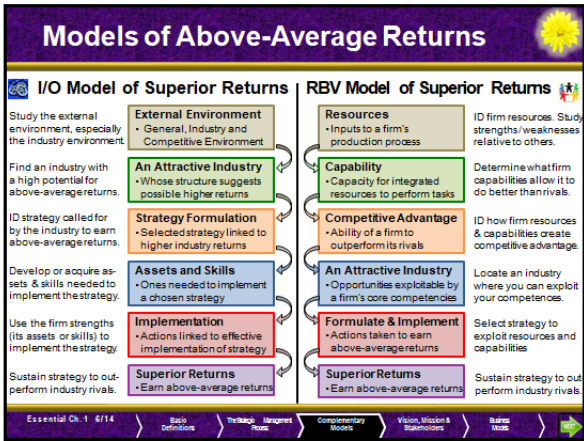 Models of Above-Average Returns
I/O Model of Superior Returns
Study the external
environment, especially
the industry environment.
External Environment
• General, Industry and
Competitive Environment
Find an industry with
a high potential for
above-average returns.
An Attractive Industry
• Whose structure suggests
possible higher returns
ID strategy called for
by the industry to earn
above-average returns.
Strategy Formulation
• Selected strategy linked to
higher industry returns
Develop or acquire as-
sets & skills needed to
implement the strategy.
Assets and Skills
• Ones needed to implement
a chosen strategy
Use the firm strengths
(its assets or skills) to
implement the strategy.
Implementation
• Actions linked to effective
implementation of strategy
Sustain strategy to out-
perform industry rivals.
Superior Returns
• Earn above-average returns
RBV Model of Superior Returns
Resources
• Inputs to a firm's
production process
ID firm resources. Study
strengths/weaknesses
relative to others.
Capability
• Capacity for integrated
resources to perform tasks
Determine what firm
capabilities allow it to
do better than rivals.
Competitive Advantage
• Ability of a firm to
outperform its rivals
ID how firm resources
& capabilities create
competitive advantage.
An Attractive Industry
• Opportunities exploitable by
a firm's core competencies
Locate an industry
where you can exploit
your competences.
Formulate & Implement
• Actions taken to earn
above-average returns
Select strategy to
exploit resources and
capabilities
Superior Returns
• Earn above-average returns
Sustain strategy to out-
perform industry rivals.
Essential Ch. 1 6/14
Basic
Definitions
The Strategic Management
Process
Complementary
Models
Vision, Mission &
Stakeholders
Business
Models
NEXT